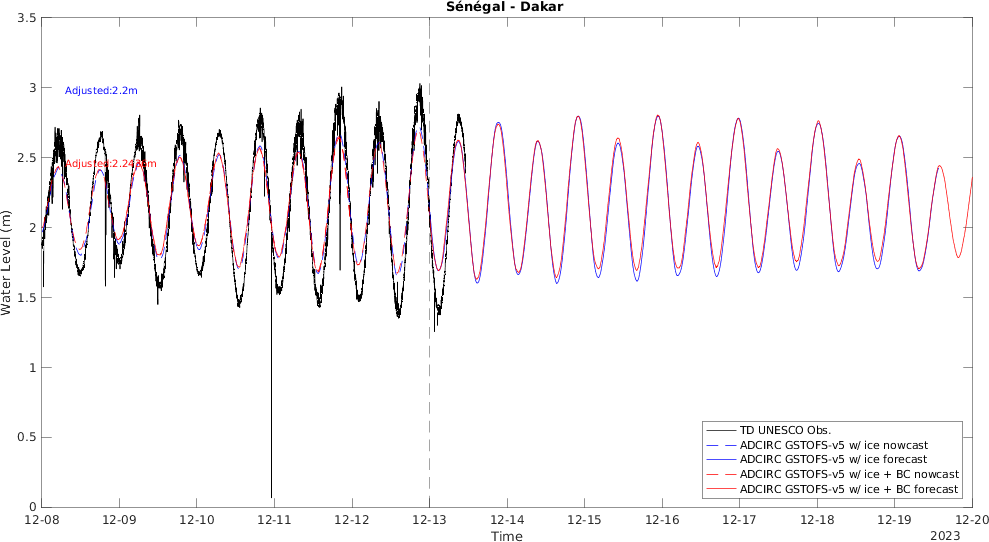 Sénégal - Dakar
3.5
3
2.5
2
1.5
1
0.5
0
Water Level (m)
Adjusted:2.2m
Adjusted:2.2436m
TD UNESCO Obs.
ADCIRC GSTOFS-v5 w/ ice nowcast
ADCIRC GSTOFS-v5 w/ ice forecast
ADCIRC GSTOFS-v5 w/ ice + BC nowcast
ADCIRC GSTOFS-v5 w/ ice + BC forecast
12-08 12-09 12-10 12-11 12-12 12-13 12-14 12-15 12-16 12-17 12-18 12-19 12-20
Time
2023